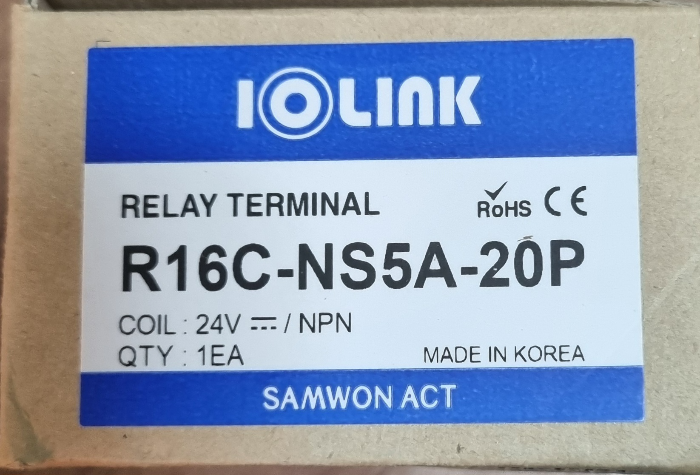 IOLINK
RELAY TERMINAL
RoHS CE
R16C-NS5A-20P
COIL : 24V ⎓ / NPN
QTY : 1EA
MADE IN KOREA
SAMWON ACT